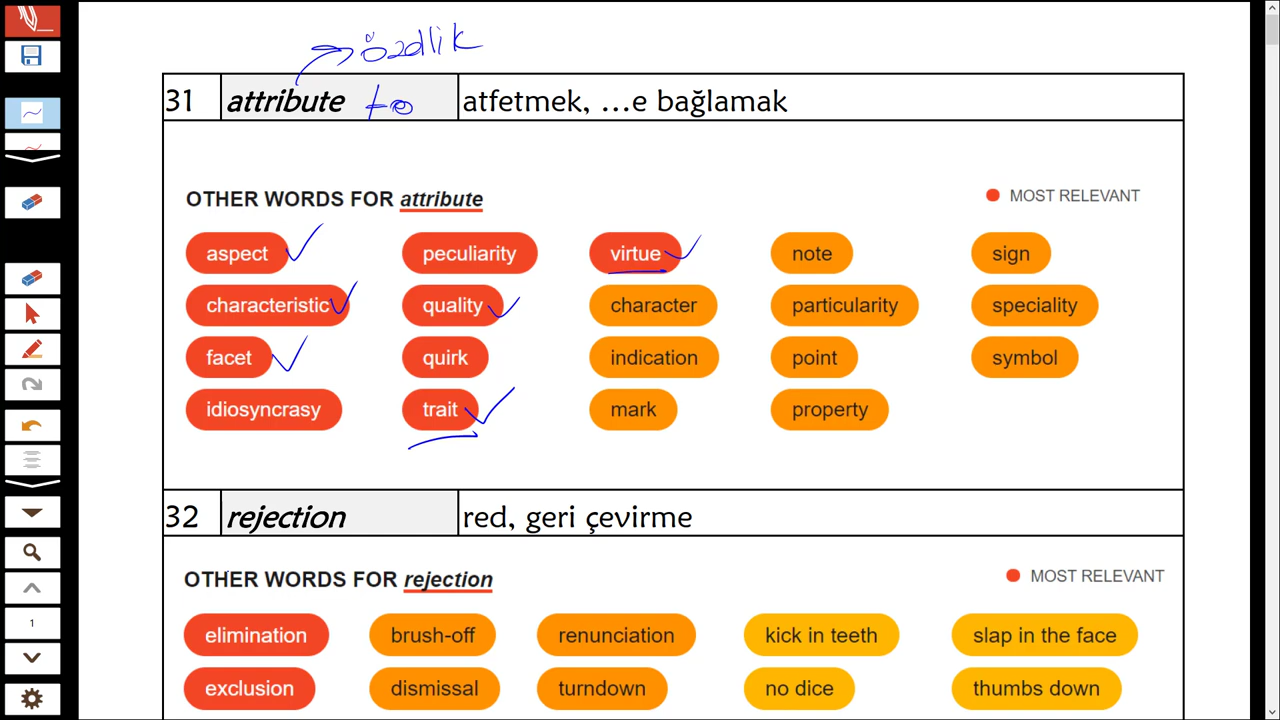 özellik
31 attribute to atfetmek, ...e bağlamak
OTHER WORDS FOR attribute MOST RELEVANT
aspect peculiarity virtue note sign
characteristic quality character particularity speciality
facet quirk indication point symbol
idiosyncrasy trait mark property
32 rejection red, geri çevirme
OTHER WORDS FOR rejection MOST RELEVANT
elimination brush-off renunciation kick in teeth slap in the face
exclusion dismissal turndown no dice thumbs down
1